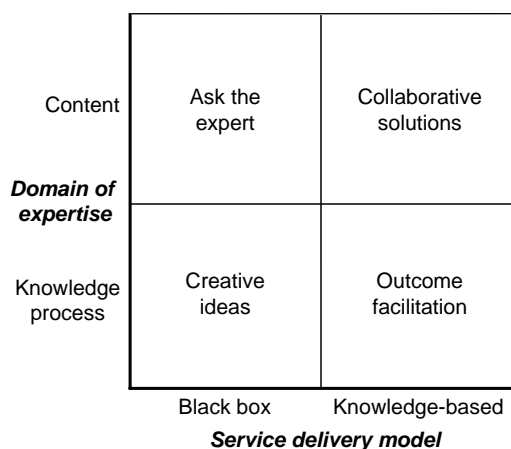 Content
Ask the
expert
Collaborative
solutions
Domain of
expertise
Knowledge
process
Creative
ideas
Outcome
facilitation
Black box
Knowledge-based
Service delivery model